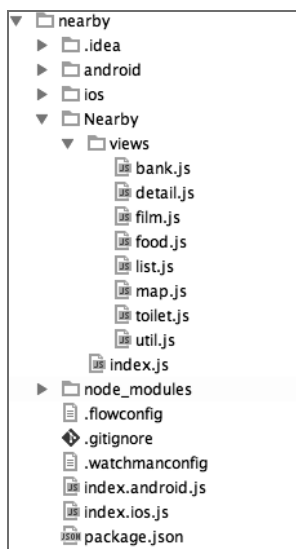 nearby
.idea
android
ios
Nearby
views
bank.js
detail.js
film.js
food.js
list.js
map.js
toilet.js
util.js
index.js
node_modules
.flowconfig
.gitignore
.watchmanconfig
index.android.js
index.ios.js
package.json